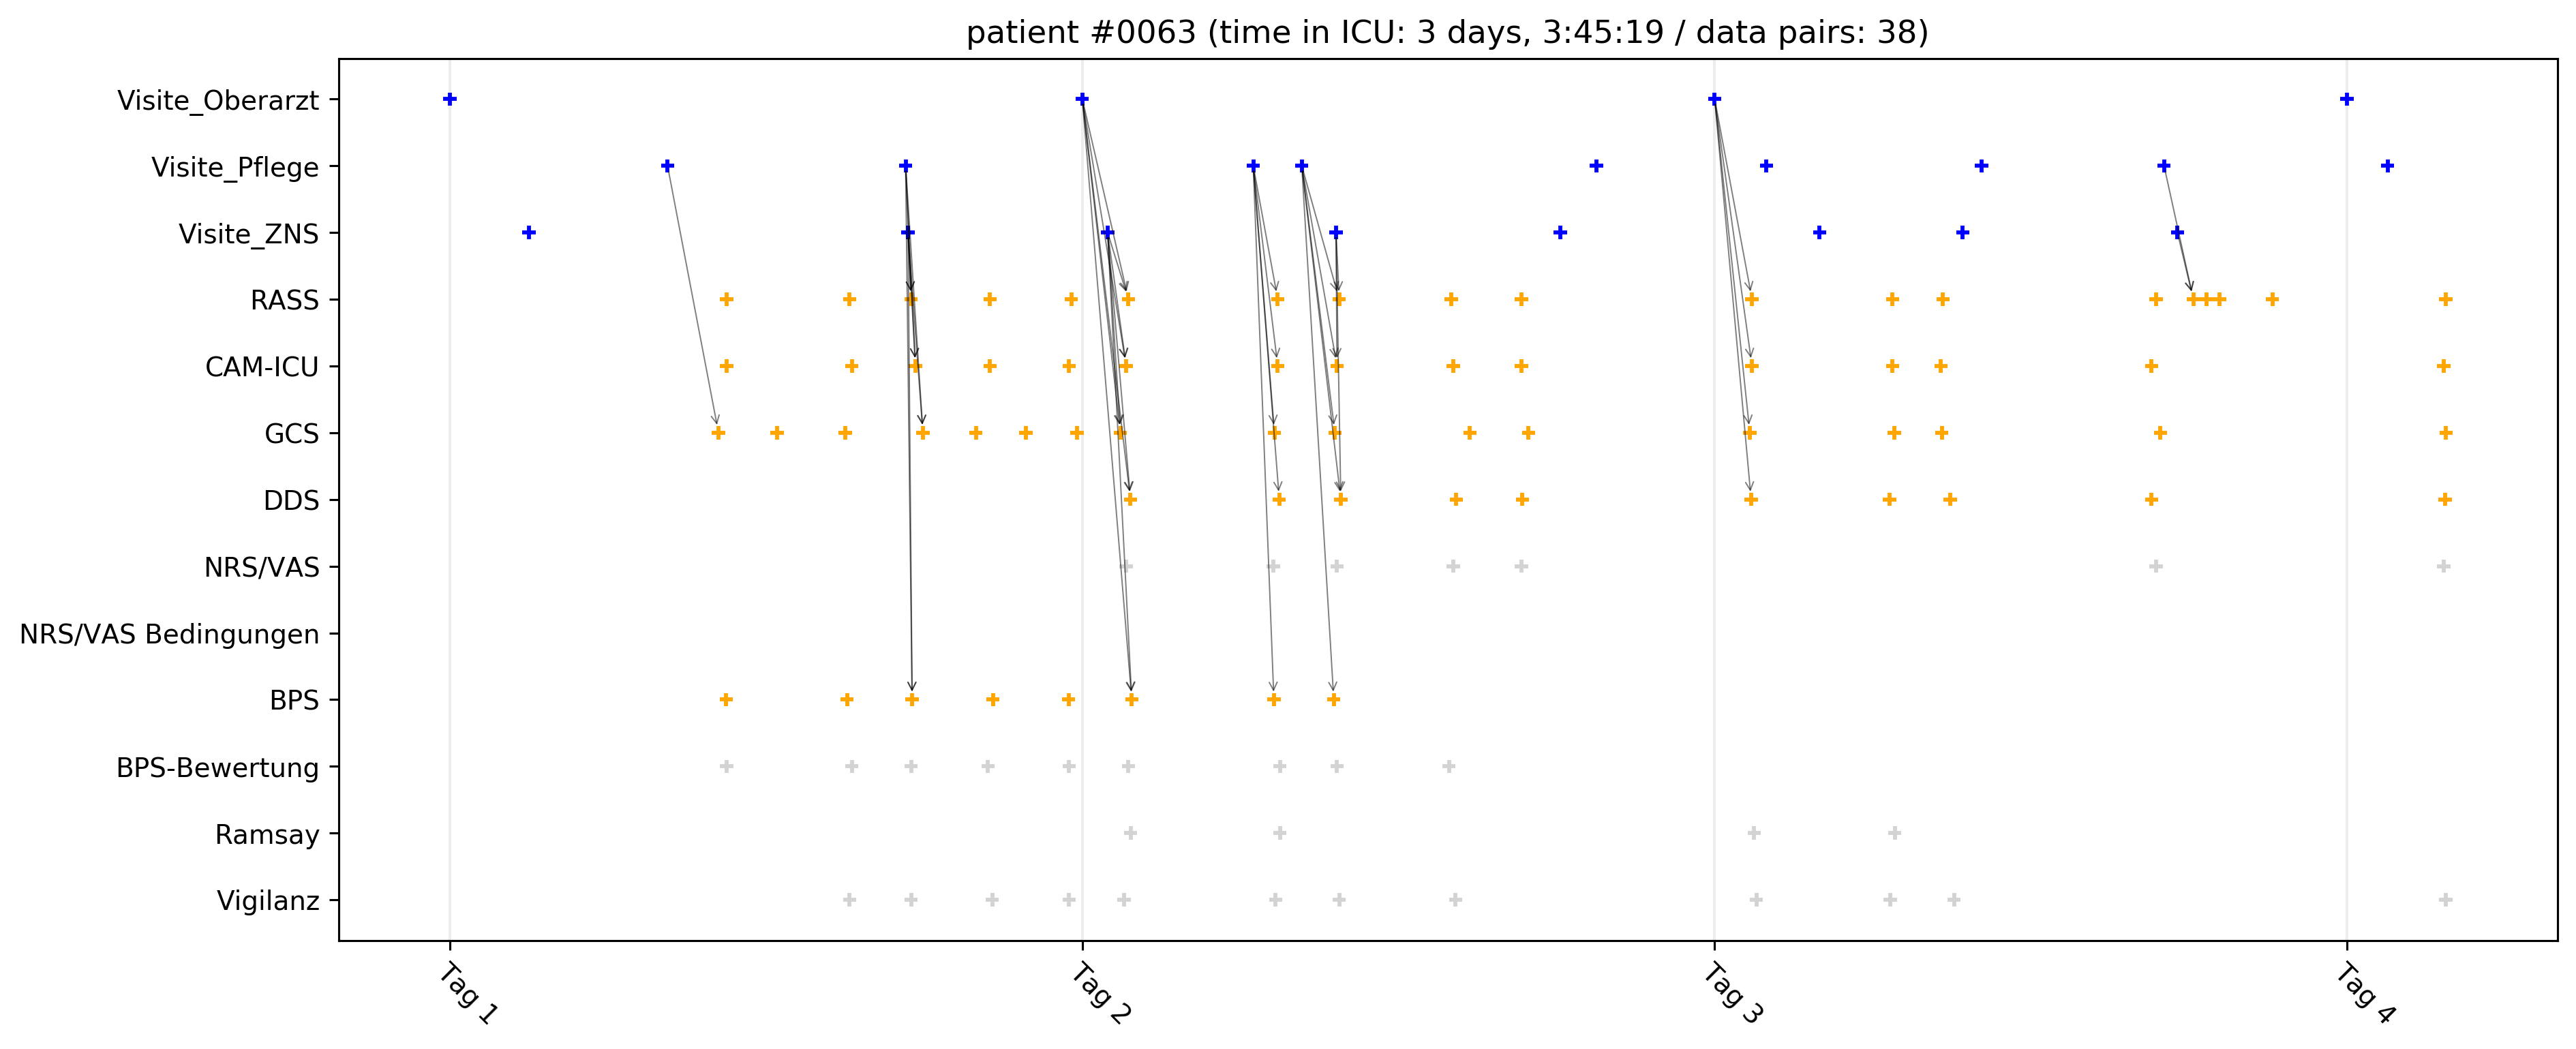 patient #0063 (time in ICU: 3 days, 3:45:19 / data pairs: 38)
Visite_Oberarzt
Visite_Pflege
Visite_ZNS
RASS
CAM-ICU
GCS
DDS
NRS/VAS
NRS/VAS Bedingungen
BPS
BPS-Bewertung
Ramsay
Vigilanz
Tag 1
Tag 2
Tag 3
Tag 4